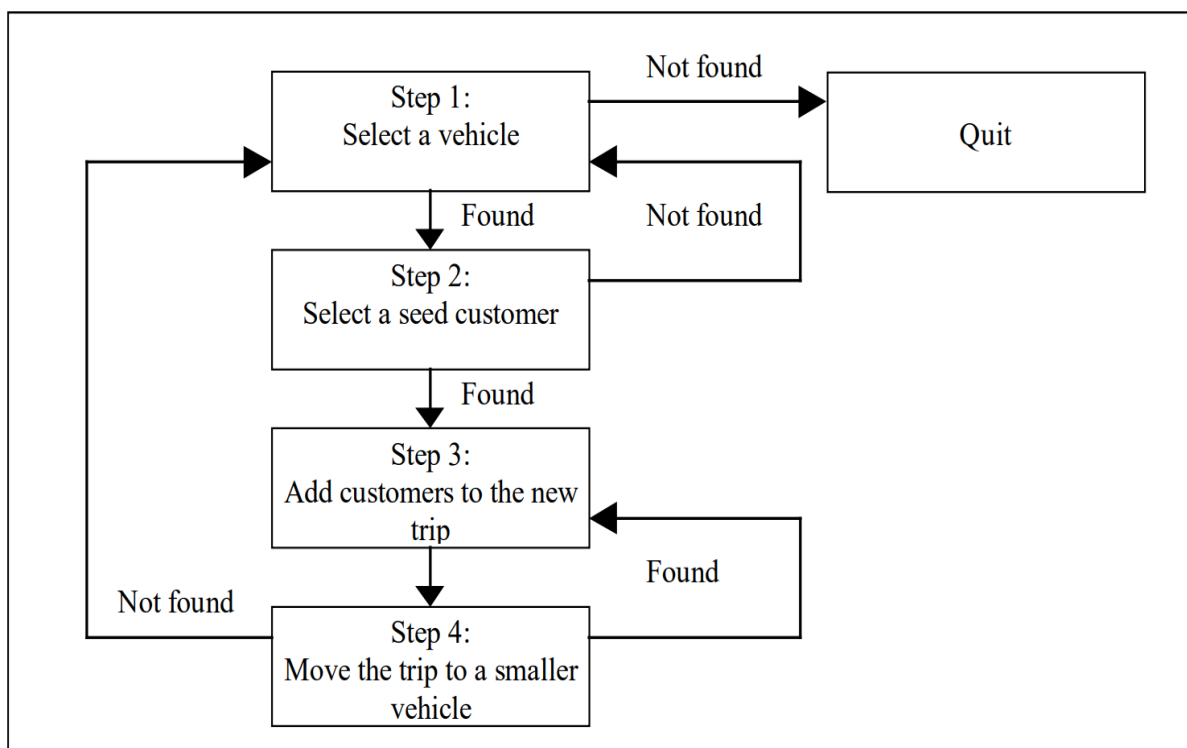 Not found
Step 1:
Select a vehicle
Quit
Found
Not found
Step 2:
Select a seed customer
Found
Step 3:
Add customers to the new
trip
Found
Not found
Step 4:
Move the trip to a smaller
vehicle